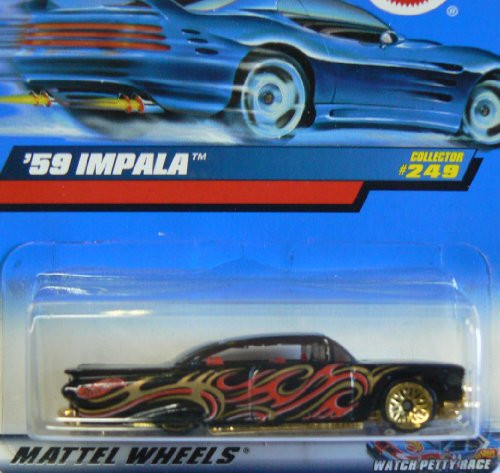 ®
'59 IMPALA™
COLLECTOR
#249
MATTEL WHEELS®
WATCH PETTY RACE